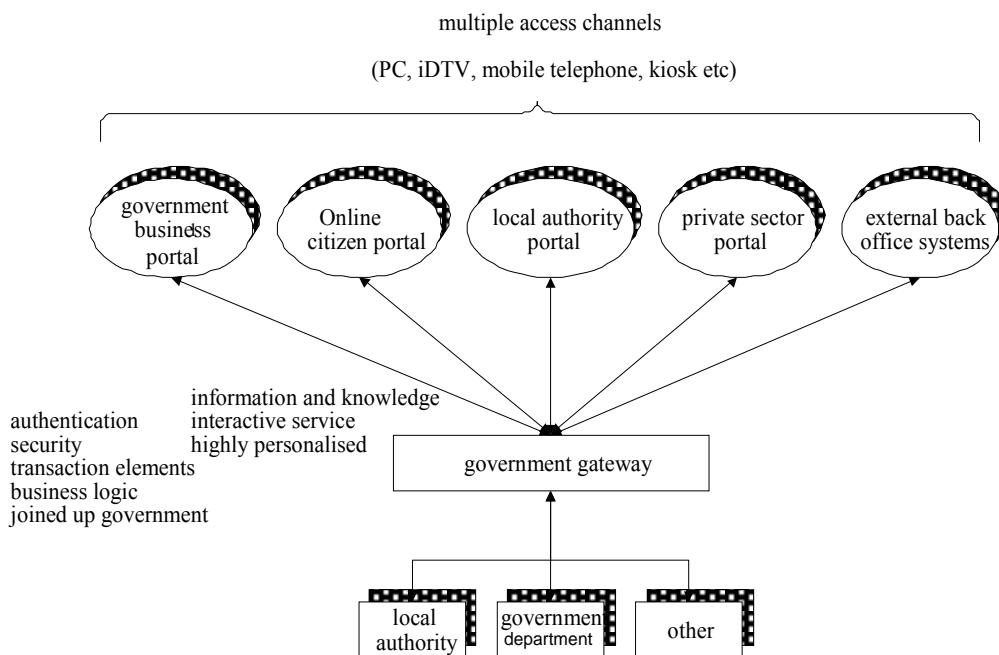 multiple access channels
(PC, iDTV, mobile telephone, kiosk etc)
government
business
portal
Online
citizen portal
local authority
portal
private sector
portal
external back
office systems
information and knowledge
interactive service
highly personalised
authentication
security
transaction elements
business logic
joined up government
government gateway
local
authority
government
department
other